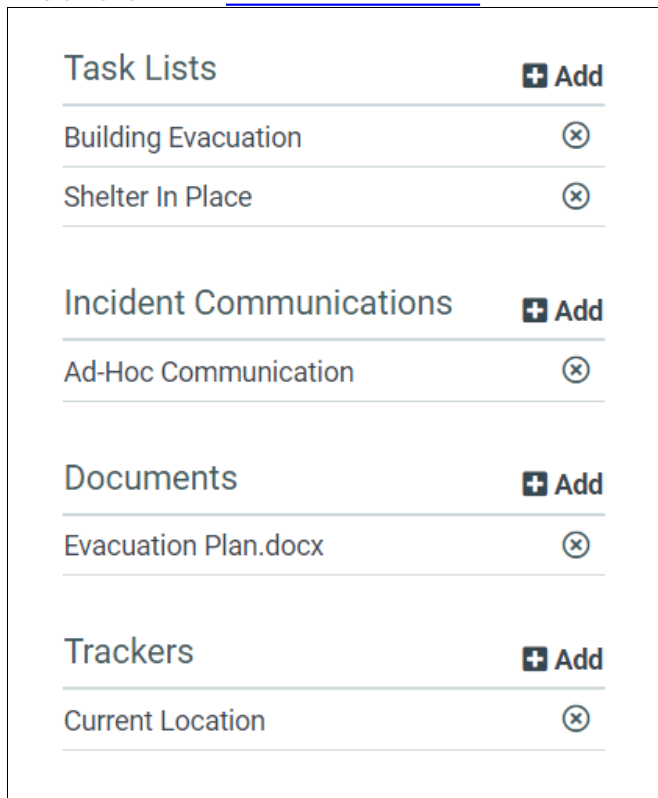 Task Lists
Add
Building Evacuation
Shelter In Place
Incident Communications
Add
Ad-Hoc Communication
Documents
Add
Evacuation Plan.docx
Trackers
Add
Current Location